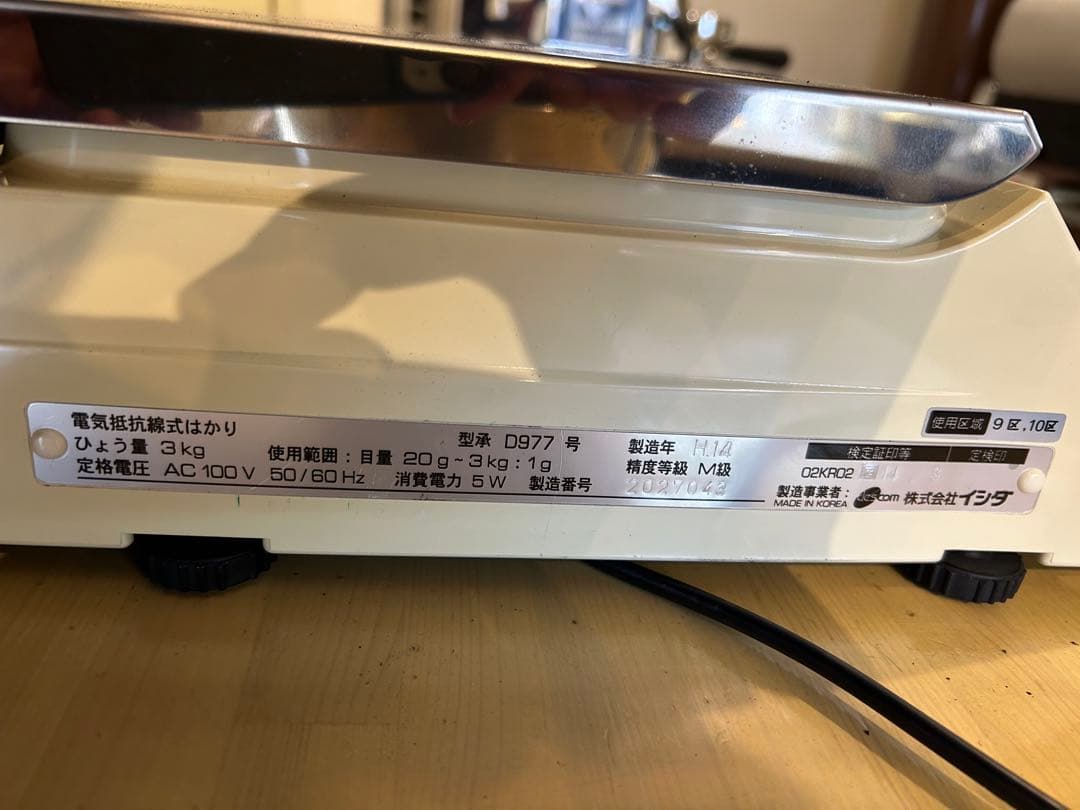 電気抵抗線式はかり
ひょう量 3kg
定格電圧 AC 100V 50/60Hz 消費電力 5W 製造番号 2027043
使用範囲:目量 20g~3kg:1g
型承 D977 号
製造年 H.14
精度等級 M級
使用区域 9区,10区
検定証印等 定検印
02KR02
製造事業者: 株式会社イシダ
MADE IN KOREA